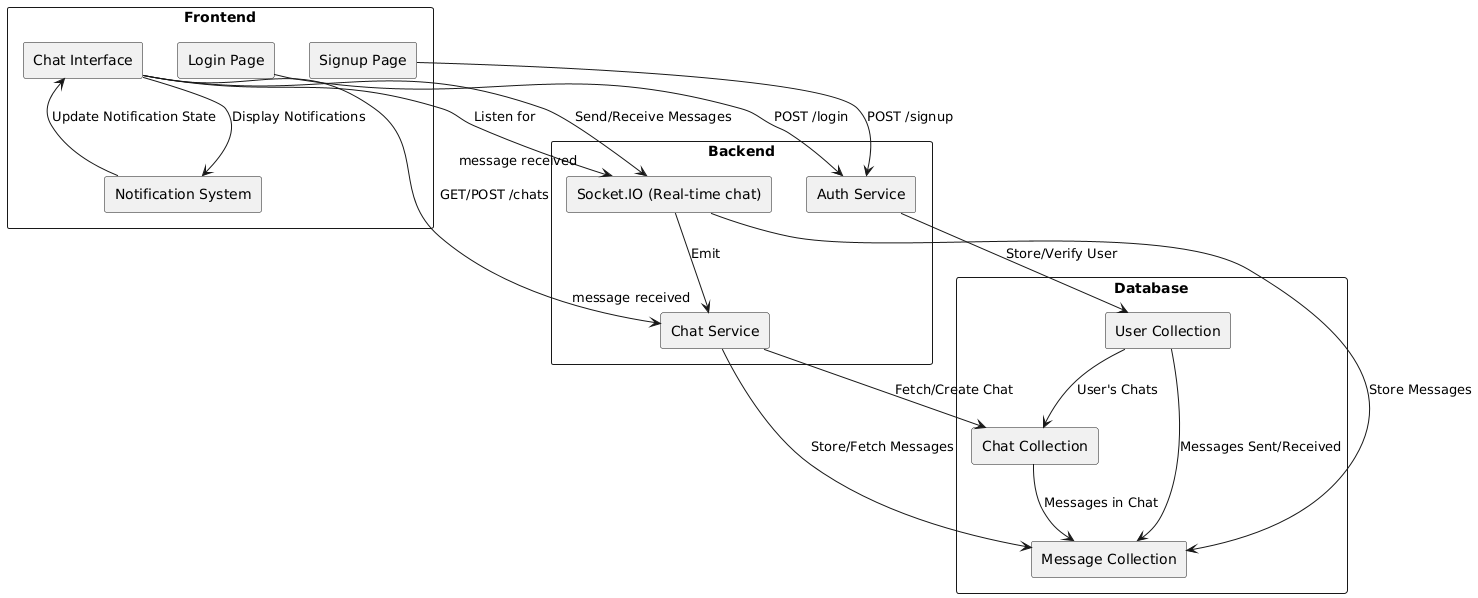 Frontend
Chat Interface
Login Page
Signup Page
Update Notification State
Display Notifications
Listen for
Send/Receive Messages
POST /login
POST /signup
Backend
message received
Notification System
GET/POST /chats
Socket.IO (Real-time chat)
Auth Service
Emit
Store/Verify User
Database
message received
Chat Service
User Collection
Fetch/Create Chat
User's Chats
Store Messages
Store/Fetch Messages
Chat Collection
Messages Sent/Received
Messages in Chat
Message Collection